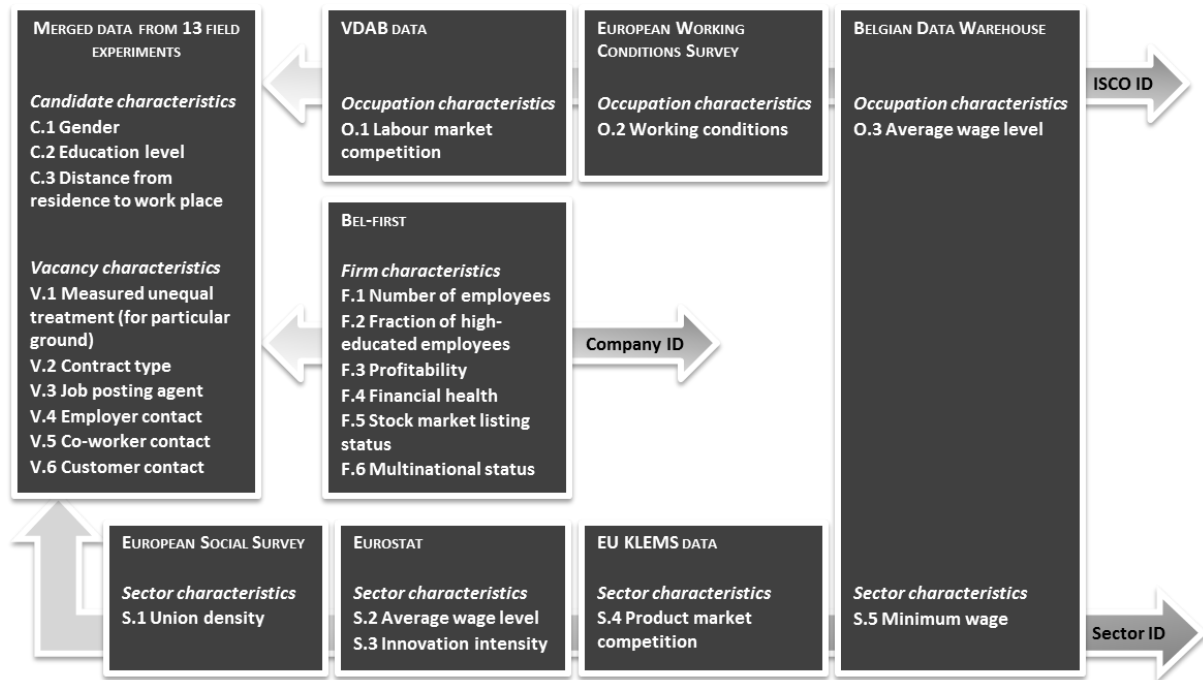 MERGED DATA FROM 13 FIELD
EXPERIMENTS
Candidate characteristics
C.1 Gender
C.2 Education level
C.3 Distance from
residence to work place
Vacancy characteristics
V.1 Measured unequal
treatment (for particular
ground)
V.2 Contract type
V.3 Job posting agent
V.4 Employer contact
V.5 Co-worker contact
V.6 Customer contact
VDAB DATA
Occupation characteristics
O.1 Labour market
competition
EUROPEAN WORKING
CONDITIONS SURVEY
Occupation characteristics
O.2 Working conditions
BELGIAN DATA WAREHOUSE
Occupation characteristics
O.3 Average wage level
ISCO ID
BEL-FIRST
Firm characteristics
F.1 Number of employees
F.2 Fraction of high-
educated employees
F.3 Profitability
F.4 Financial health
F.5 Stock market listing
status
F.6 Multinational status
Company ID
EUROPEAN SOCIAL SURVEY
Sector characteristics
S.1 Union density
EUROSTAT
Sector characteristics
S.2 Average wage level
S.3 Innovation intensity
EU KLEMS DATA
Sector characteristics
S.4 Product market
competition
Sector characteristics
S.5 Minimum wage
Sector ID